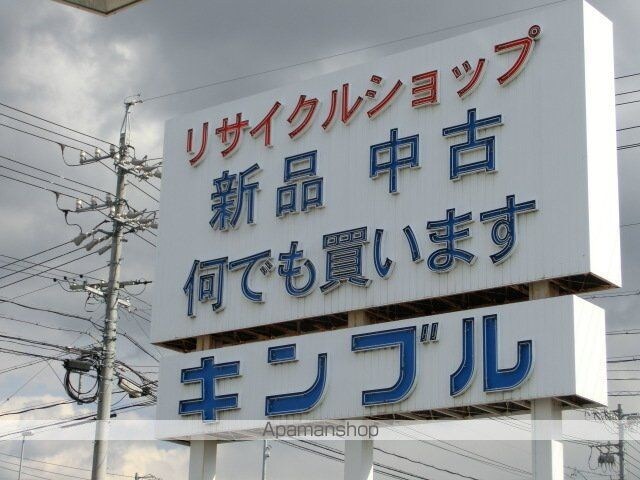 リサイクルショップ
新品 中古
何でも買います
キンブル
Apamanshop